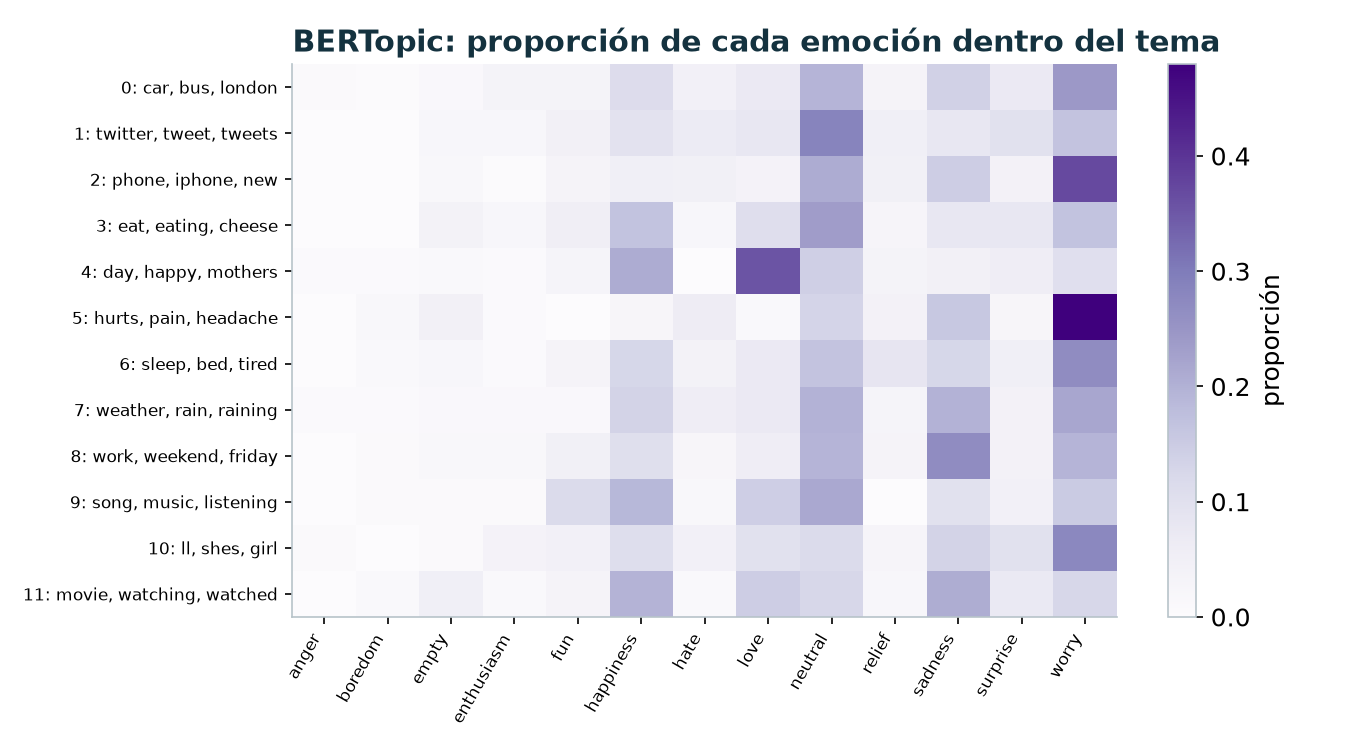 BERTopic: proporción de cada emoción dentro del tema
0: car, bus, london
1: twitter, tweet, tweets
2: phone, iphone, new
3: eat, eating, cheese
4: day, happy, mothers
5: hurts, pain, headache
6: sleep, bed, tired
7: weather, rain, raining
8: work, weekend, friday
9: song, music, listening
10: ll, shes, girl
11: movie, watching, watched
anger
boredom
empty
enthusiasm
fun
happiness
hate
love
neutral
relief
sadness
surprise
worry
0.4
0.3
0.2
0.1
0.0
proporción